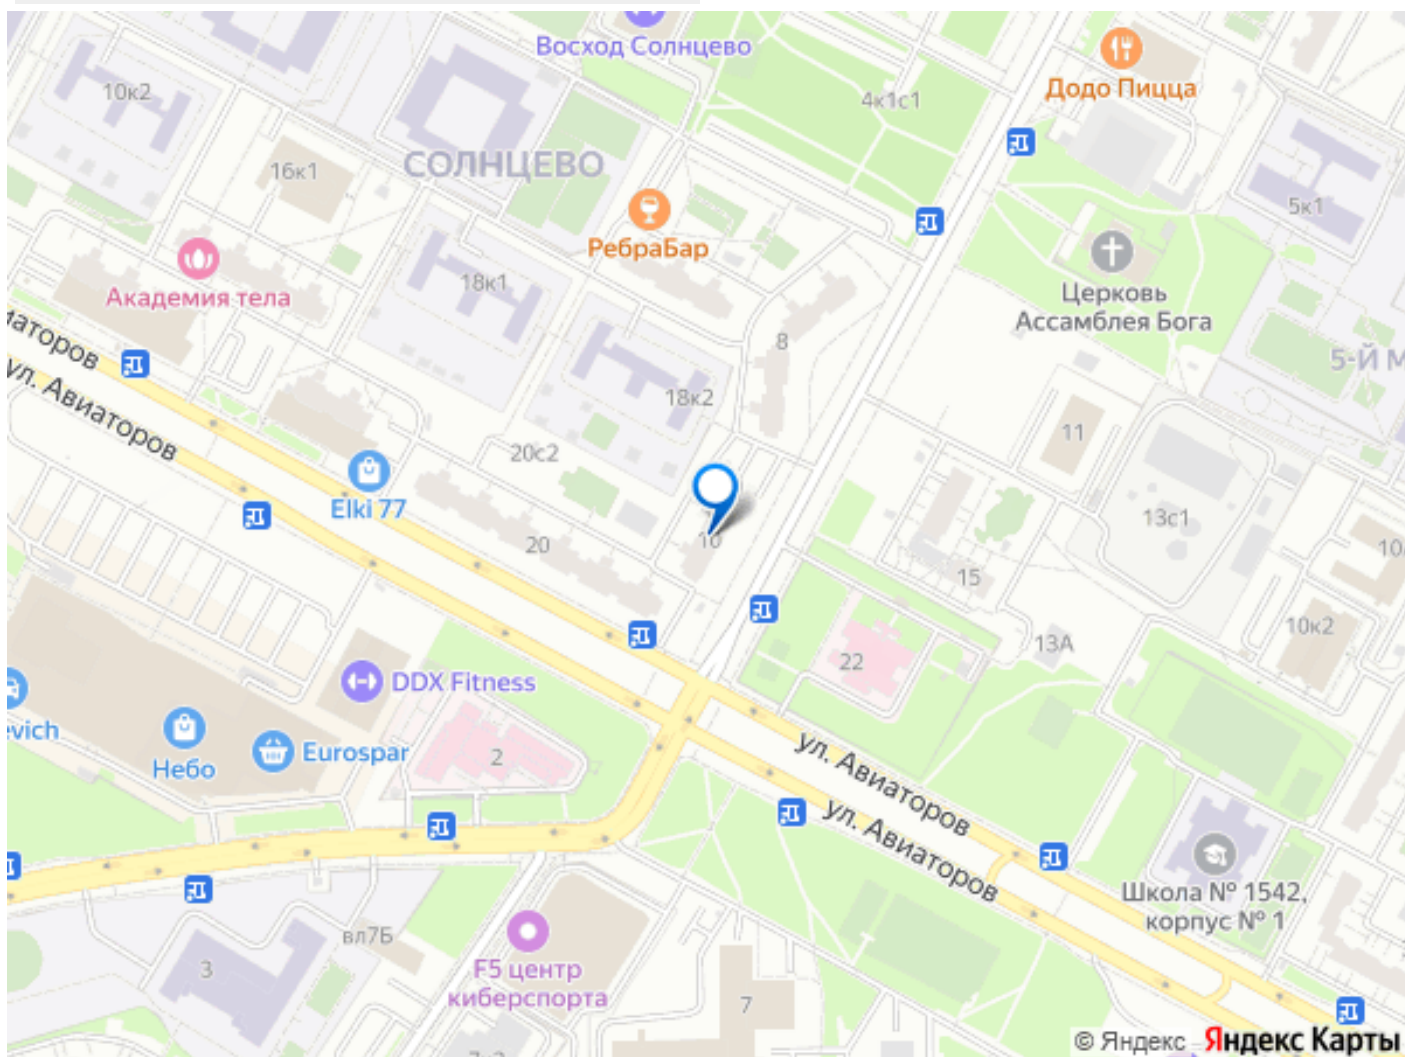 Восход Солнцево
Додо Пицца
10к2
4к1с1
16к1
СОЛНЦЕВО
5к1
РебраБар
Академия тела
18к1
Церковь
Ассамблея Бога
8
5-Й М
18к2
ул. Авиаторов
11
20с2
Elki 77
13с1
20
10
10
15
10к2
13А
22
DDX Fitness
evich
Небо
Eurospar
2
ул. Авиаторов
ул. Авиаторов
Школа № 1542,
корпус № 1
вл7Б
3
F5 центр
киберспорта
7
© Яндекс Яндекс Карты